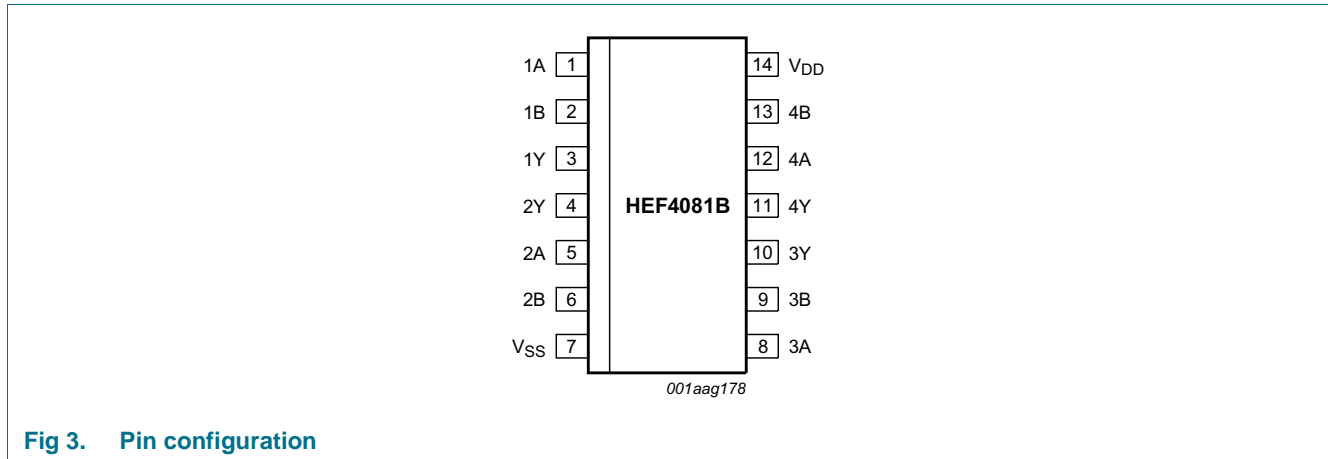 1A 1 14 VDD
1B 2 13 4B
1Y 3 12 4A
2Y 4 HEF4081B 11 4Y
2A 5 10 3Y
2B 6 9 3B
VSS 7 8 3A
001aag178
Fig 3. Pin configuration